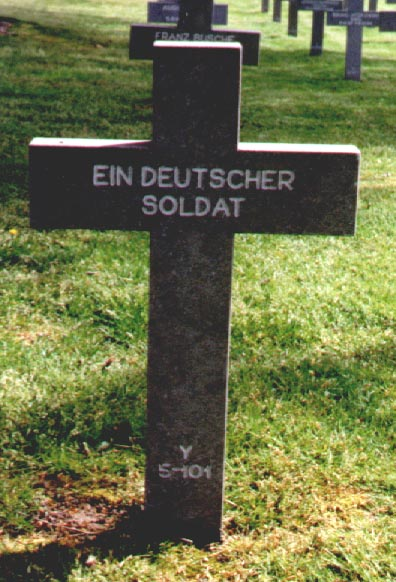 FRANZ BUSCHE
EIN DEUTSCHER
SOLDAT
Y
5-101